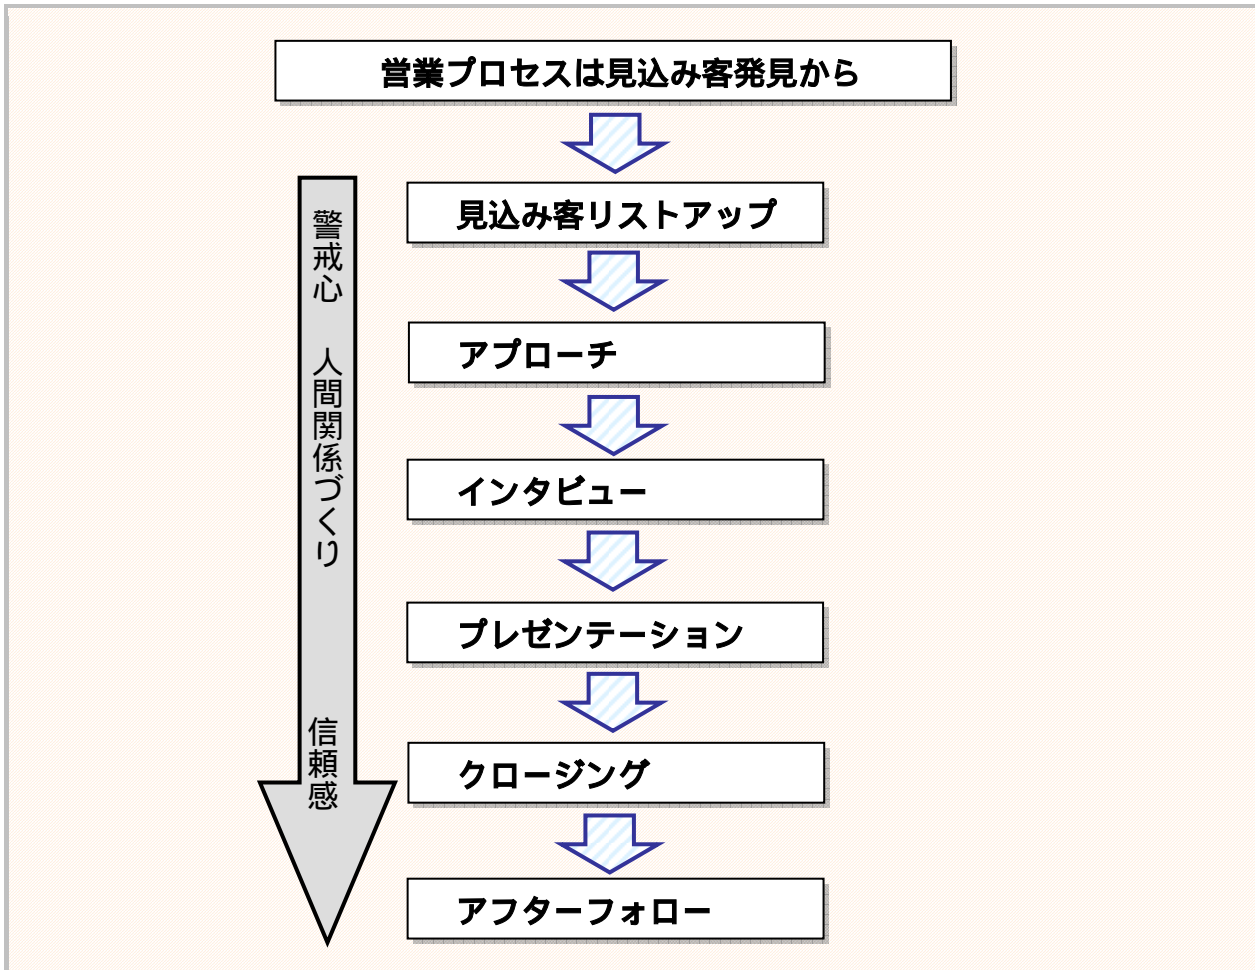 営業プロセスは見込み客発見から
見込み客リストアップ
アプローチ
インタビュー
プレゼンテーション
クロージング
アフターフォロー
警戒心
人間関係づくり
信頼感